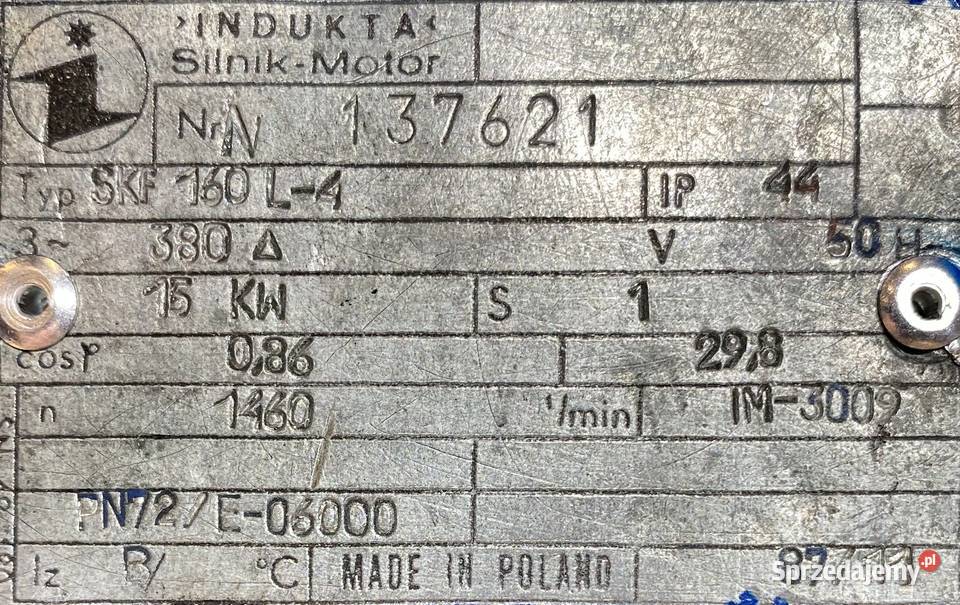 ›INDUKTA‹
Silnik-Motor
Nr N 137621
Typ SKF 160 L-4 IP 44
3~ 380 Δ V 50 H
15 KW S 1
cosφ 0,86 29,8
n 1460 1/min IM-3009
PN72/E-06000
Iz B/ °C MADE IN POLAND
Sprzedajemy.pl